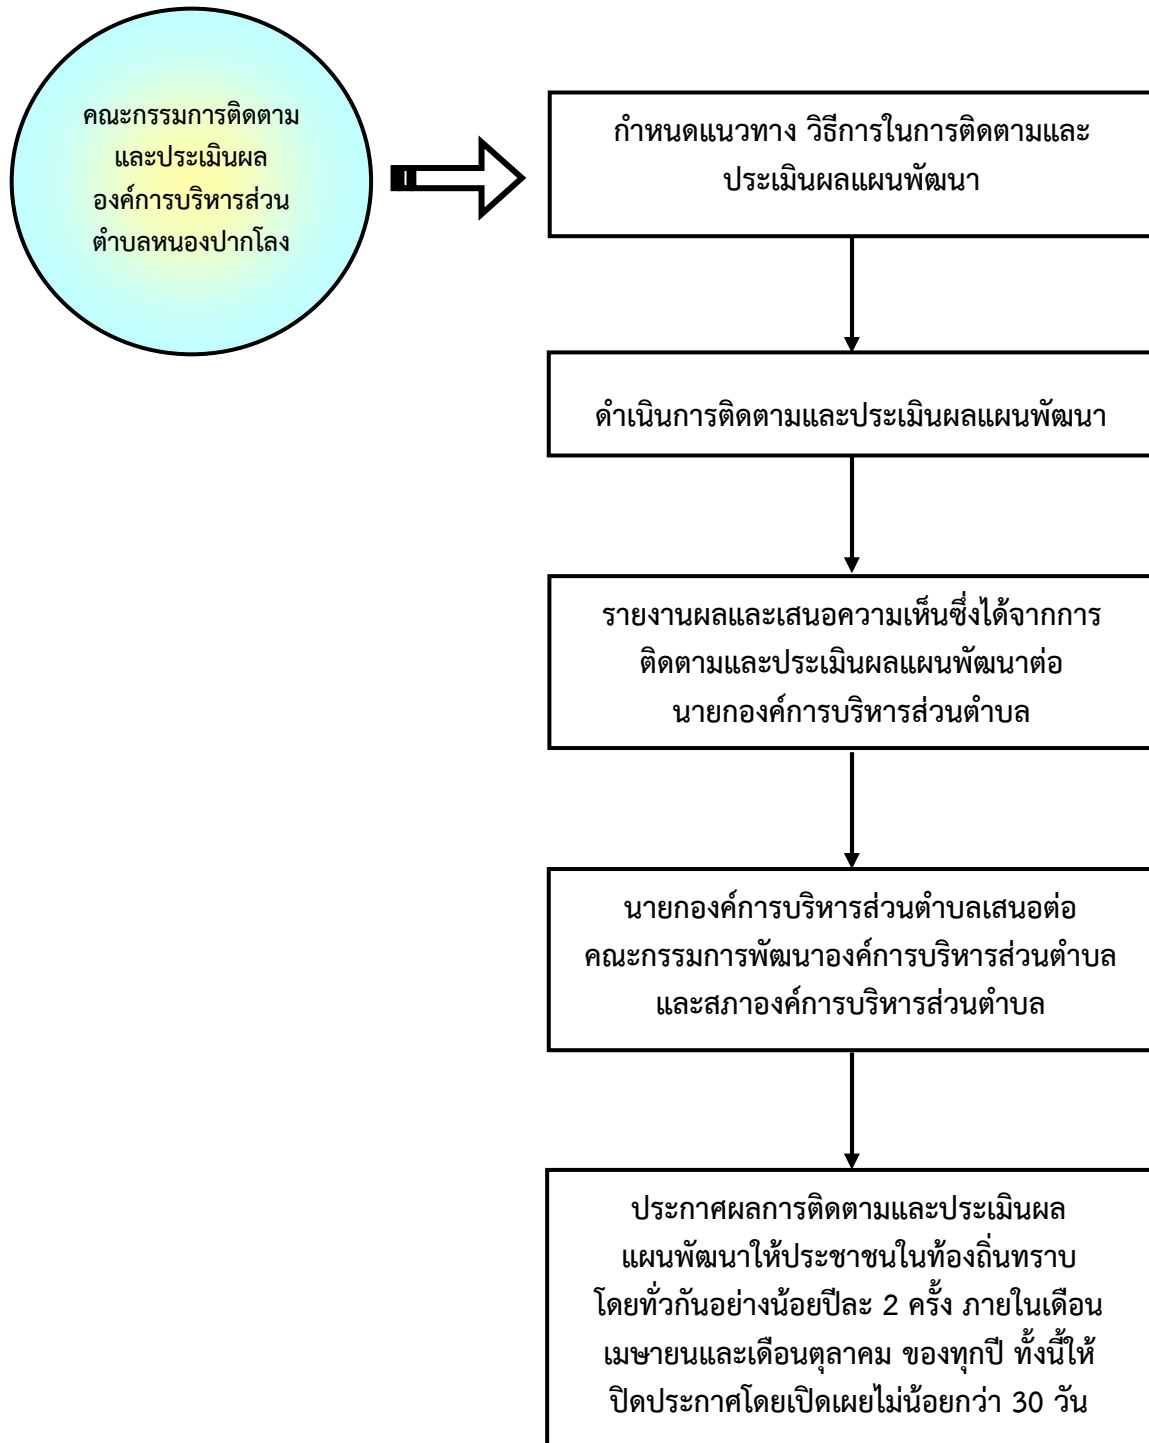 คณะกรรมการติดตาม
และประเมินผล
องค์การบริหารส่วน
ตำบลหนองปากโลง
กำหนดแนวทาง วิธีการในการติดตามและ
ประเมินผลแผนพัฒนา
ดำเนินการติดตามและประเมินผลแผนพัฒนา
รายงานผลและเสนอความเห็นซึ่งได้จากการ
ติดตามและประเมินผลแผนพัฒนาต่อ
นายกองค์การบริหารส่วนตำบล
นายกองค์การบริหารส่วนตำบลเสนอต่อ
คณะกรรมการพัฒนาองค์การบริหารส่วนตำบล
และสภาองค์การบริหารส่วนตำบล
ประกาศผลการติดตามและประเมินผล
แผนพัฒนาให้ประชาชนในท้องถิ่นทราบ
โดยทั่วกันอย่างน้อยปีละ 2 ครั้ง ภายในเดือน
เมษายนและเดือนตุลาคม ของทุกปี ทั้งนี้ให้
ปิดประกาศโดยเปิดเผยไม่น้อยกว่า 30 วัน